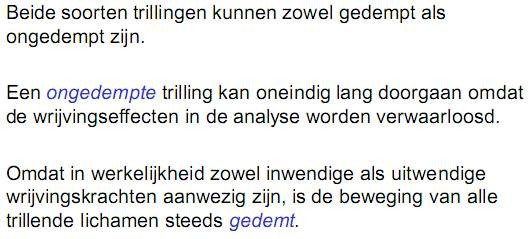 Beide soorten trillingen kunnen zowel gedempt als
ongedempt zijn.
Een ongedempte trilling kan oneindig lang doorgaan omdat
de wrijvingseffecten in de analyse worden verwaarloosd.
Omdat in werkelijkheid zowel inwendige als uitwendige
wrijvingskrachten aanwezig zijn, is de beweging van alle
trillende lichamen steeds gedemt.